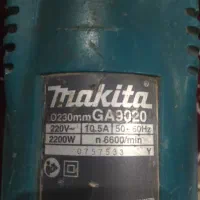 makita
Ø230mm GA9020
220V~ 10.5A 50-60Hz
2200W n 6600/min
Y